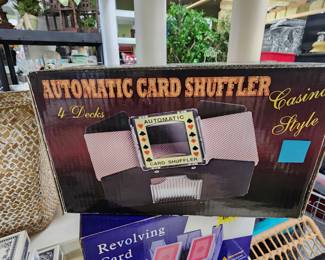 AUTOMATIC CARD SHUFFLER
4 Decks
Casino
Style
AUTOMATIC
CARD SHUFFLER
Revolving
Card